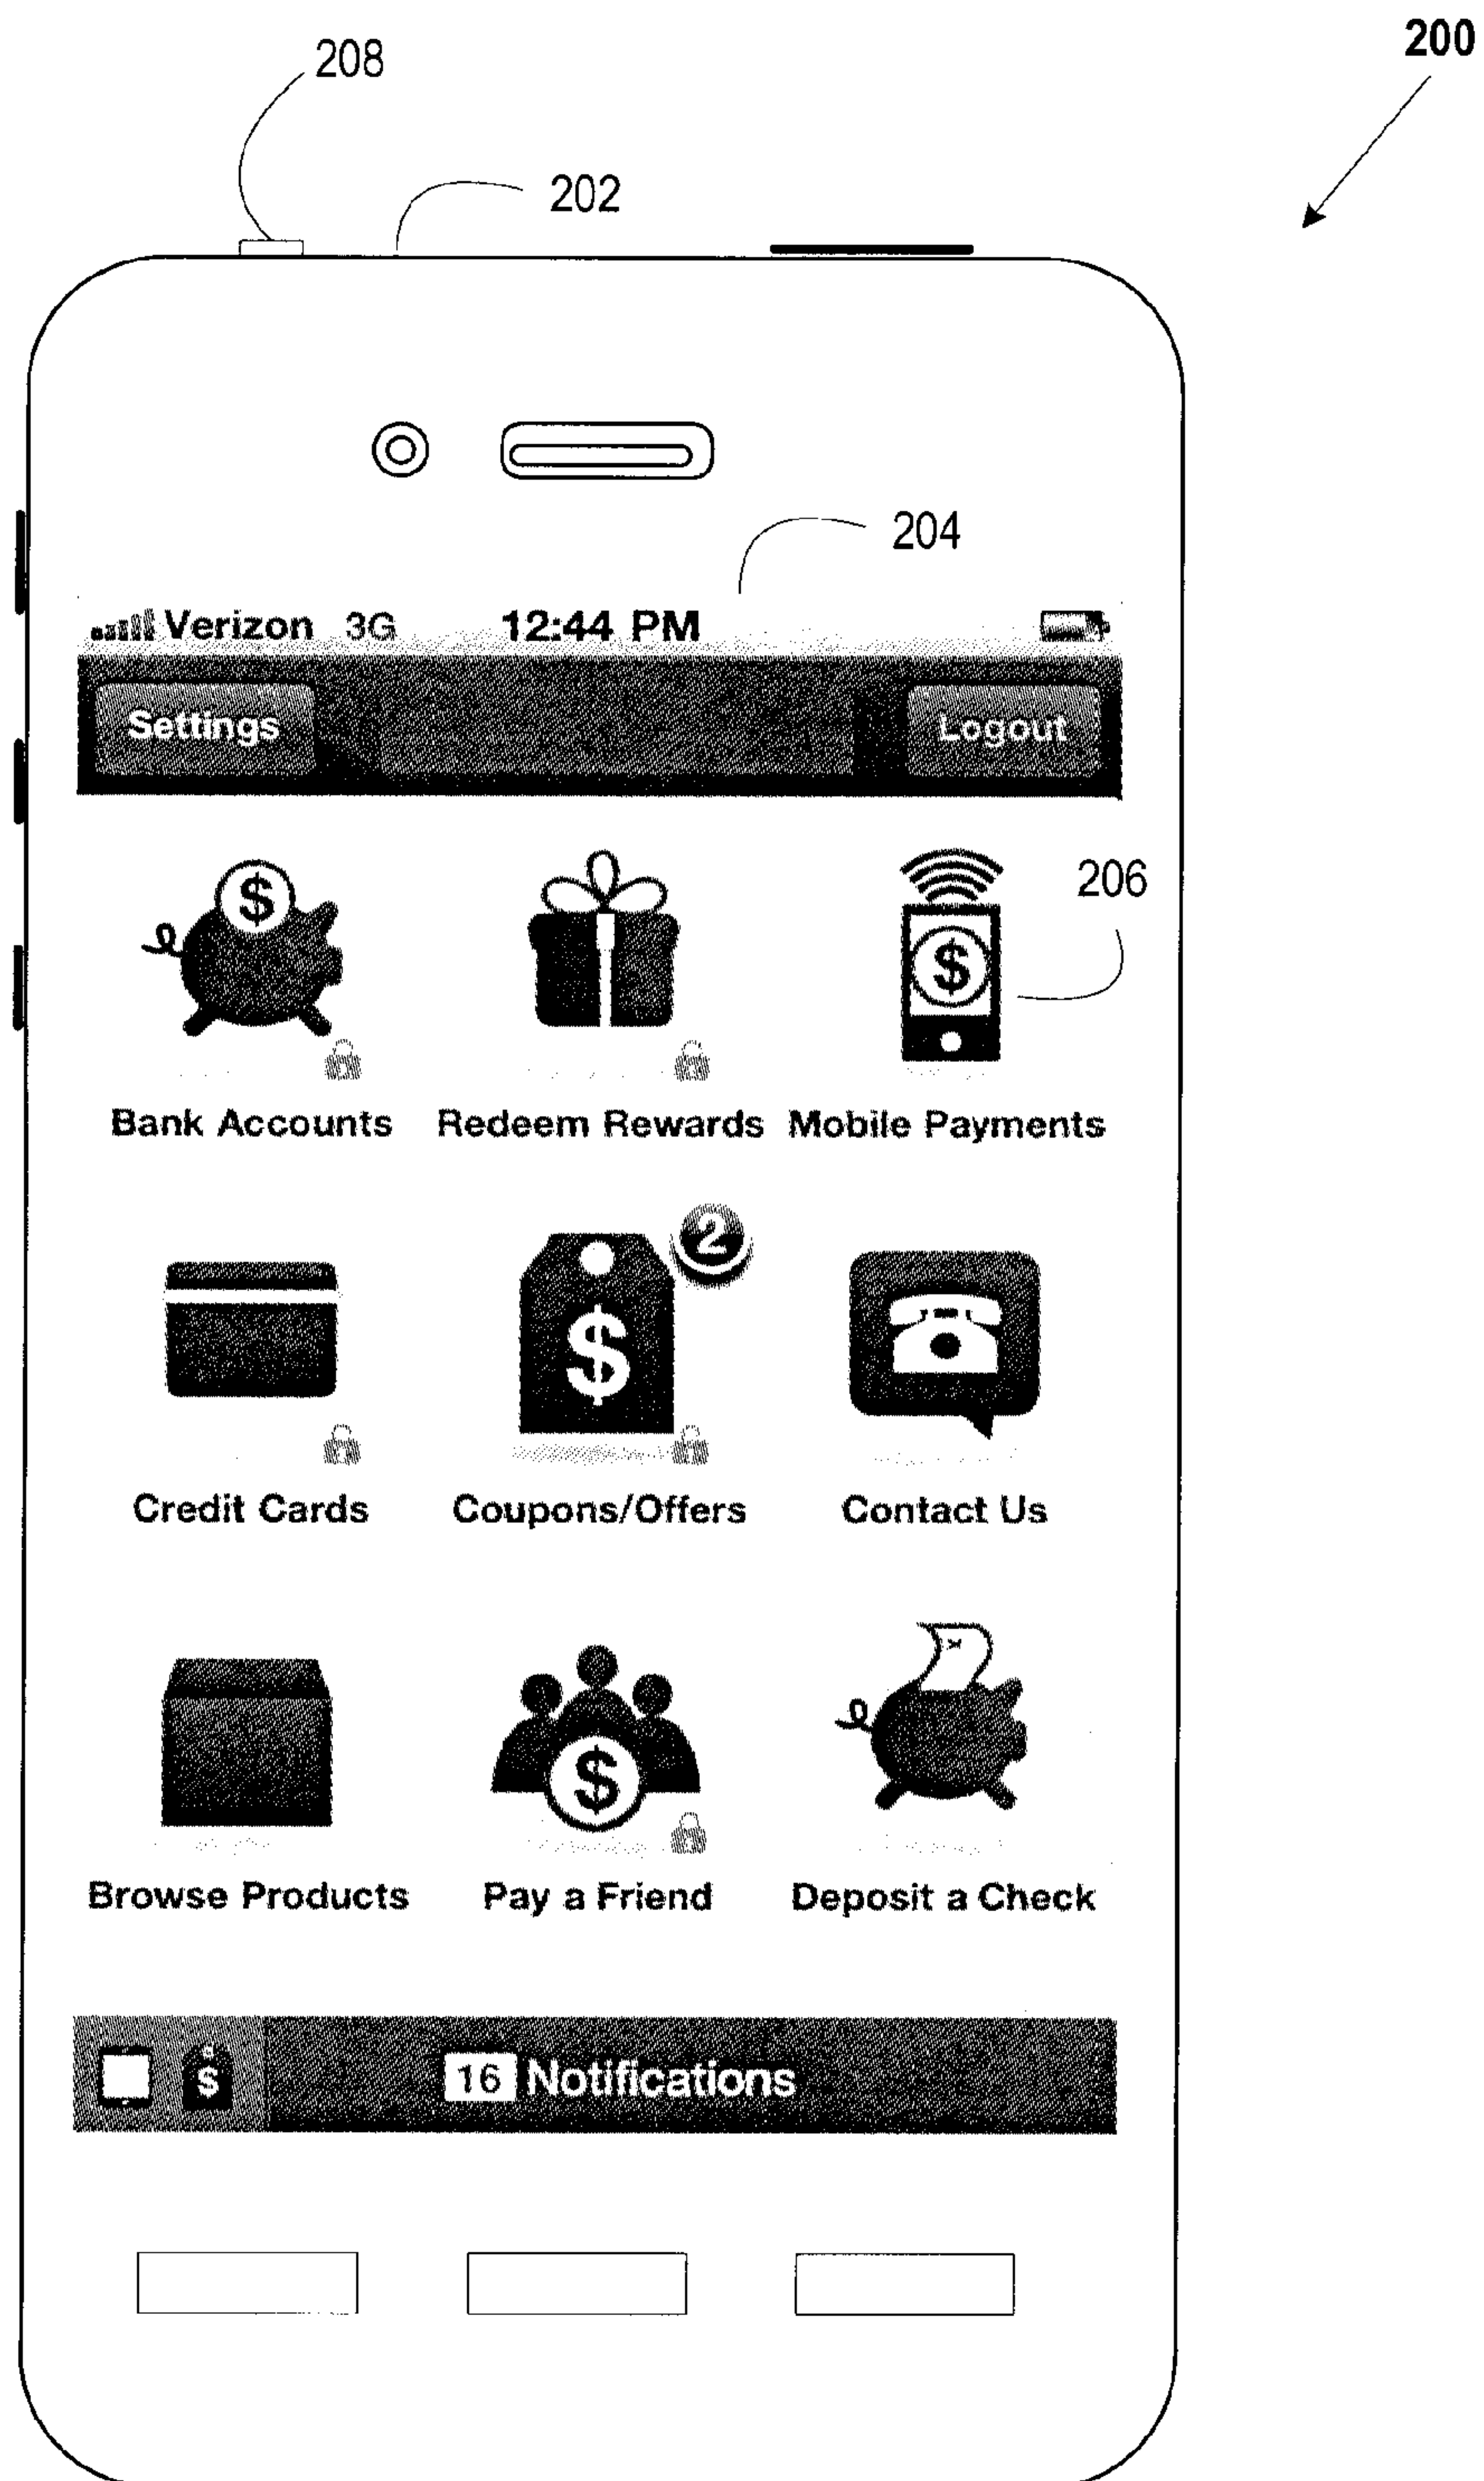 200
208
202
204
Verizon 3G 12:44 PM
Settings Logout
$ $ 206
Bank Accounts Redeem Rewards Mobile Payments
2
$
Credit Cards Coupons/Offers Contact Us
x
$
Browse Products Pay a Friend Deposit a Check
$ 16 Notifications